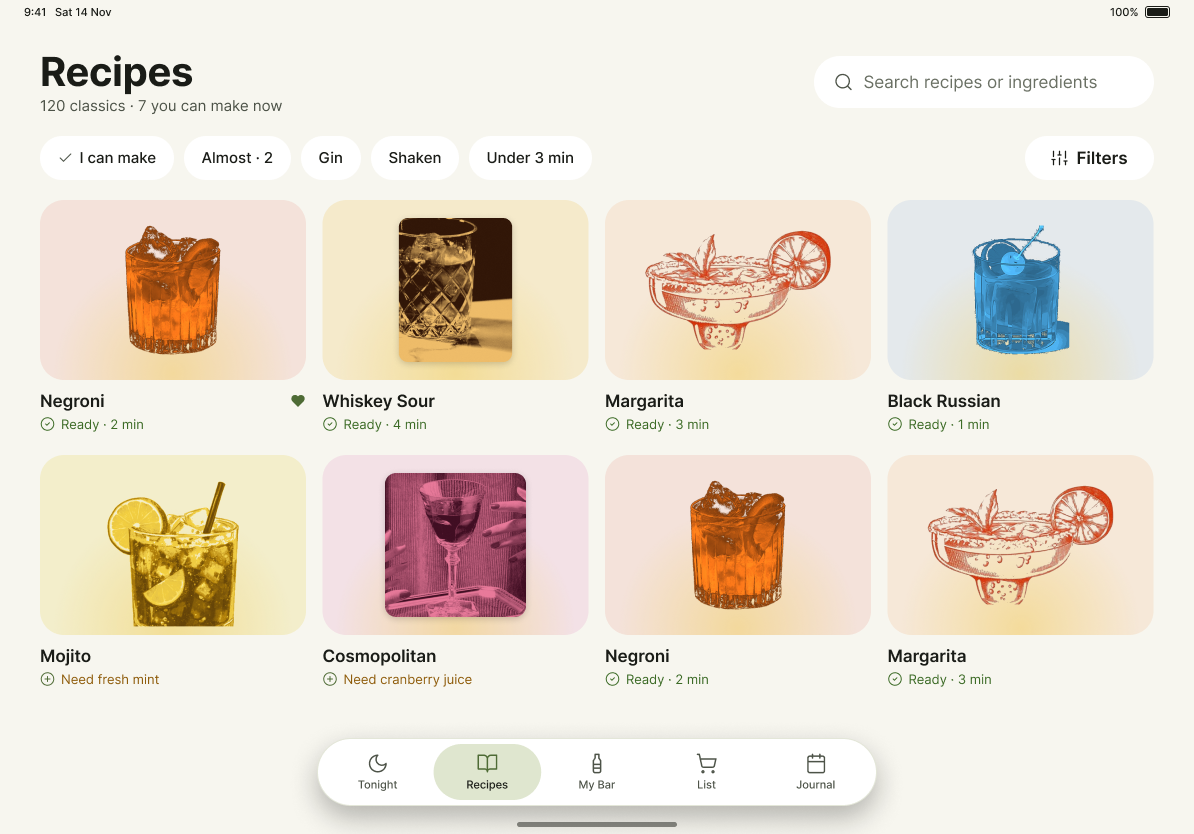 9:41 Sat 14 Nov
100%
Recipes
120 classics · 7 you can make now
Search recipes or ingredients
I can make
Almost · 2
Gin
Shaken
Under 3 min
Filters
Negroni
Ready · 2 min
Whiskey Sour
Ready · 4 min
Margarita
Ready · 3 min
Black Russian
Ready · 1 min
Mojito
Need fresh mint
Cosmopolitan
Need cranberry juice
Negroni
Ready · 2 min
Margarita
Ready · 3 min
Tonight
Recipes
My Bar
List
Journal